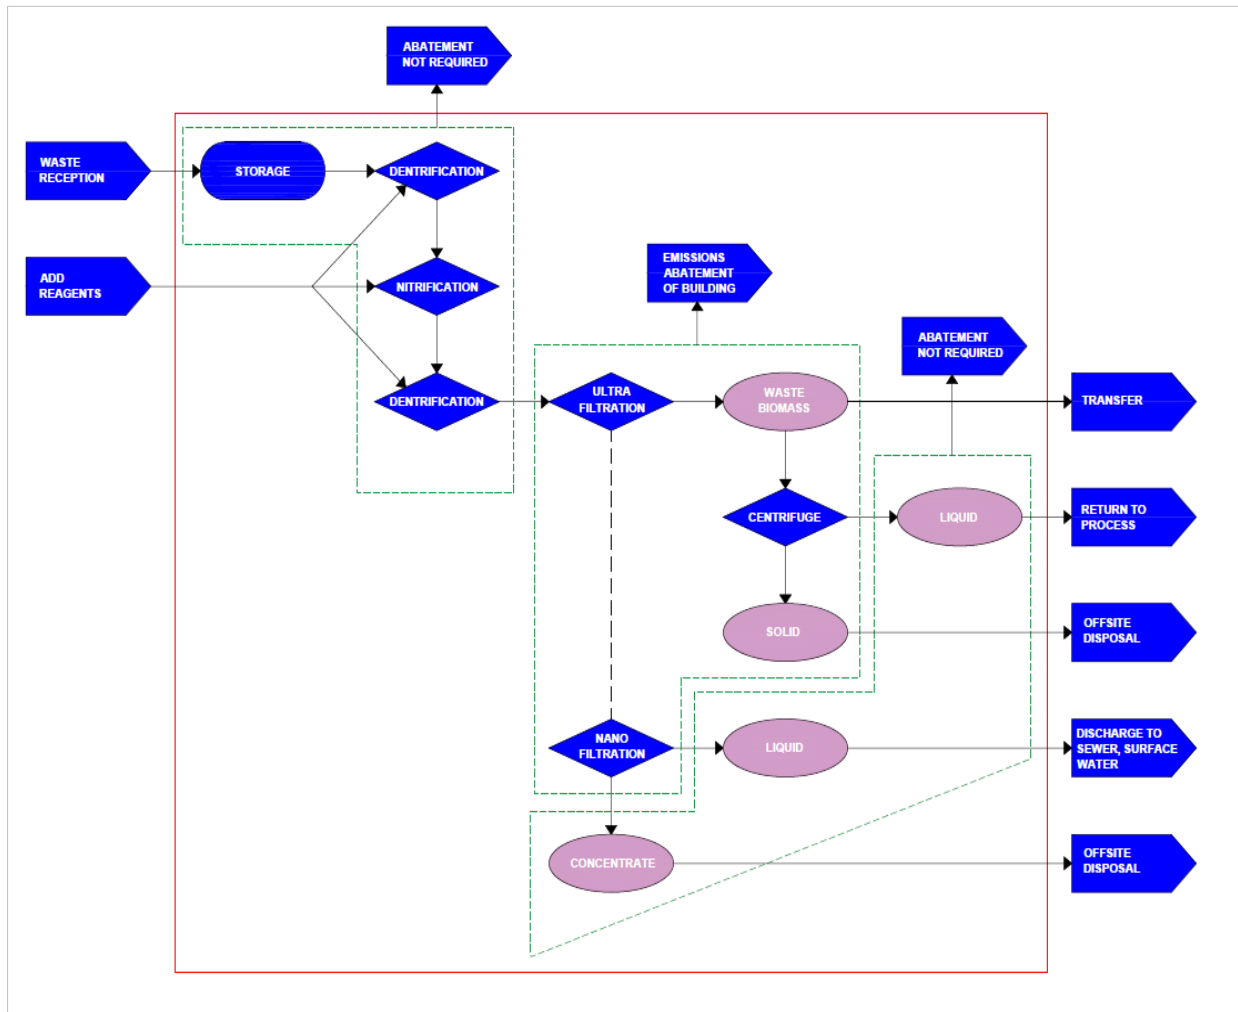 ABATEMENT
NOT REQUIRED
WASTE
RECEPTION
STORAGE
DENTRIFICATION
ADD
REAGENTS
NITRIFICATION
EMISSIONS
ABATEMENT
OF BUILDING
ABATEMENT
NOT REQUIRED
DENTRIFICATION
ULTRA
FILTRATION
WASTE
BIOMASS
TRANSFER
CENTRIFUGE
LIQUID
RETURN TO
PROCESS
SOLID
OFFSITE
DISPOSAL
NANO
FILTRATION
LIQUID
DISCHARGE TO
SEWER, SURFACE
WATER
CONCENTRATE
OFFSITE
DISPOSAL